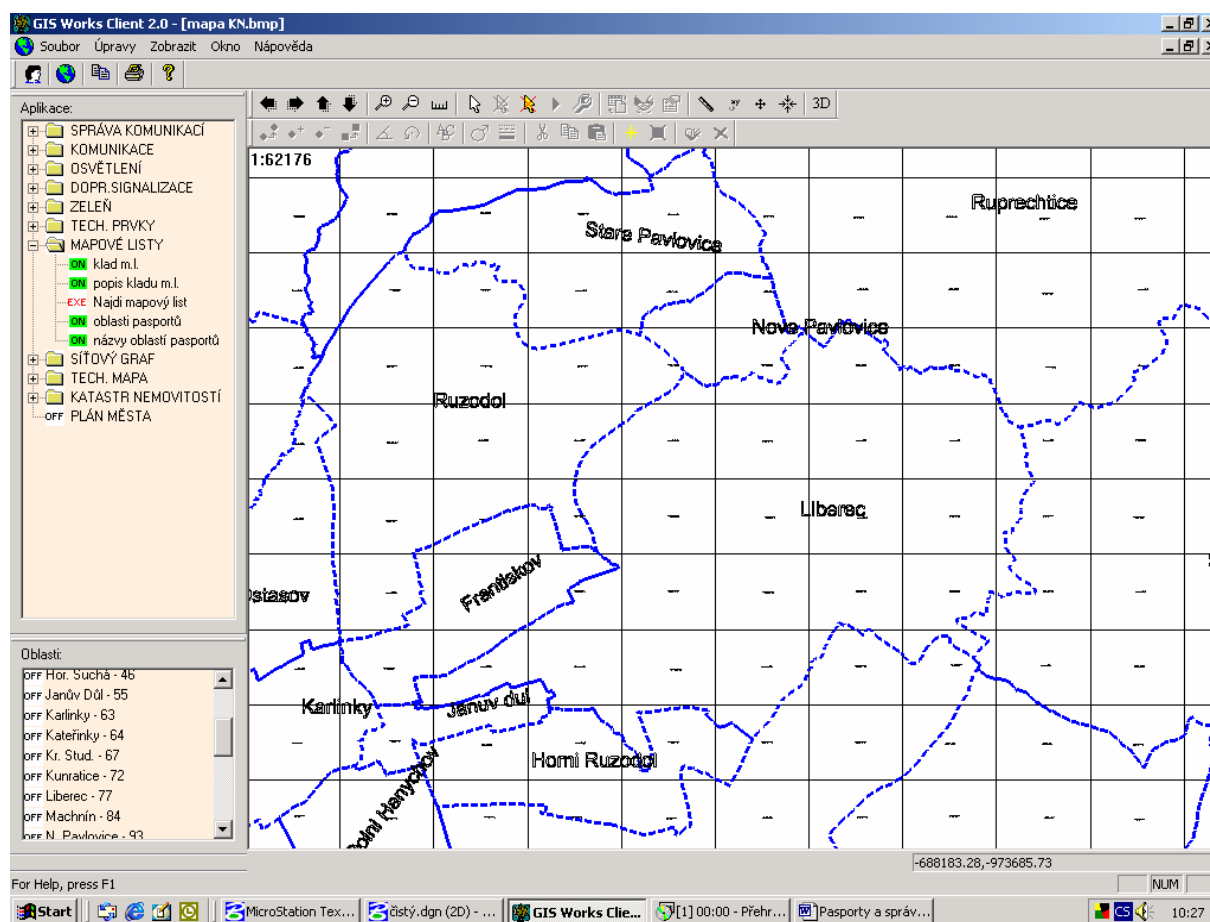 GIS Works Client 2.0 - [mapa KN.bmp]
Soubor Úpravy Zobrazit Okno Nápověda
Aplikace:
SPRÁVA KOMUNIKACÍ
KOMUNIKACE
OSVĚTLENÍ
DOPR.SIGNALIZACE
ZELEŇ
TECH. PRVKY
MAPOVÉ LISTY
ON klad m.l.
ON popis kladu m.l.
EXE Najdi mapový list
ON oblasti pasportů
ON názvy oblastí pasportů
SÍŤOVÝ GRAF
TECH. MAPA
KATASTR NEMOVITOSTÍ
OFF PLÁN MĚSTA
Oblasti:
OFF Hor. Suchá - 46
OFF Janův Důl - 55
OFF Karlinky - 63
OFF Kateřinky - 64
OFF Kr. Stud. - 67
OFF Kunratice - 72
OFF Liberec - 77
OFF Machnín - 84
OFF N. Pavlovice - 93
3D
1:62176
Ruprechtice
Stare Pavlovice
Nove Pavlovice
Ruzodol
Liberec
Frantiskov
Ostasov
Karlinky
Januv dul
Horni Ruzodol
Dolni Hanychov
-688183.28,-973685.73
For Help, press F1
NUM
Start
MicroStation Tex...
čistý.dgn (2D) - ...
GIS Works Clie...
[1] 00:00 - Přehr...
Pasporty a správ...
CS
10:27